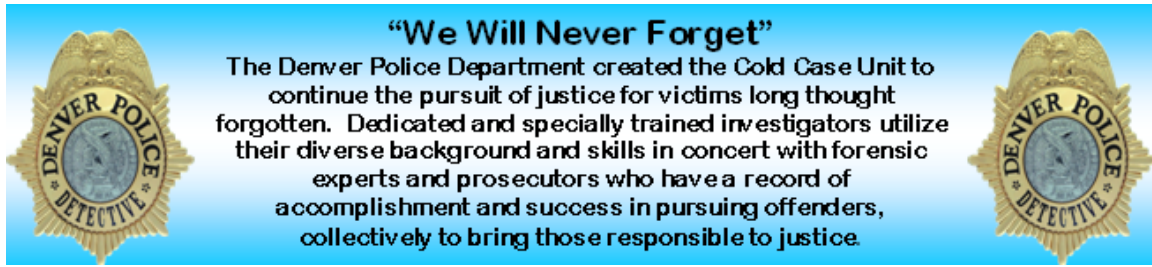 “We Will Never Forget”
The Denver Police Department created the Cold Case Unit to
continue the pursuit of justice for victims long thought
forgotten.  Dedicated and specially trained investigators utilize
their diverse background and skills in concert with forensic
experts and prosecutors who have a record of
accomplishment and success in pursuing offenders,
collectively to bring those responsible to justice.
DENVER POLICE
DETECTIVE
DENVER POLICE
DETECTIVE